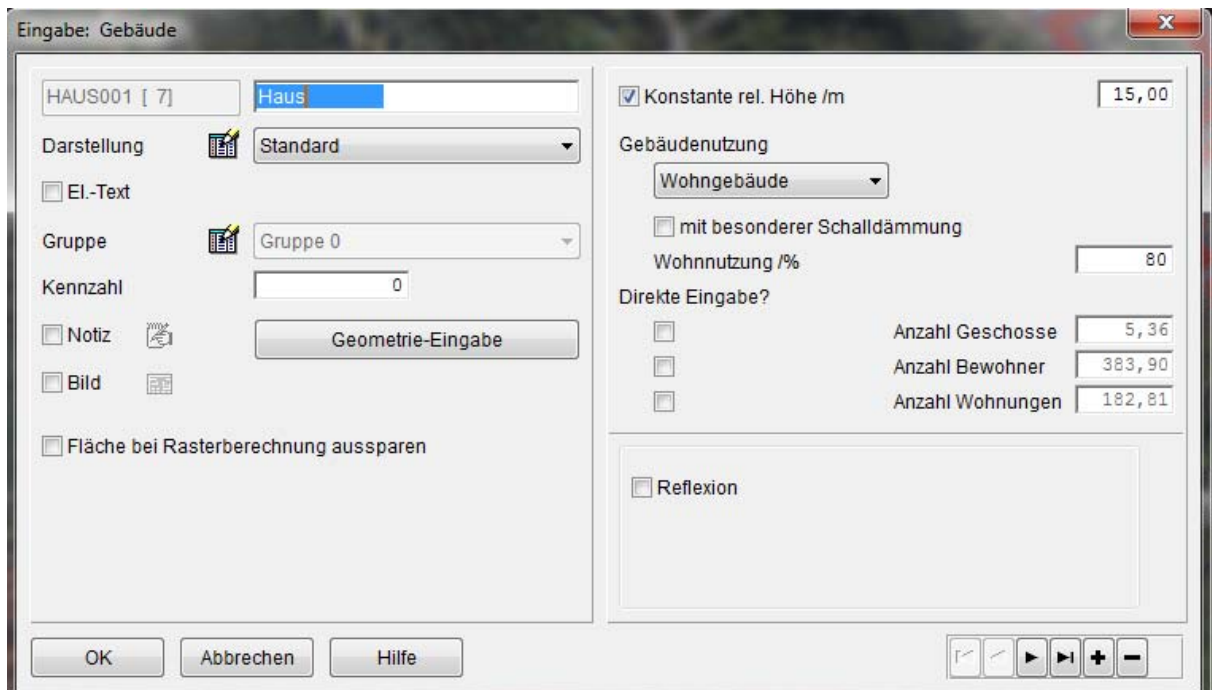 Eingabe: Gebäude
HAUS001 [ 7]
Haus
Darstellung
Standard
El.-Text
Gruppe
Gruppe 0
Kennzahl
0
Notiz
Geometrie-Eingabe
Bild
Fläche bei Rasterberechnung aussparen
Konstante rel. Höhe /m
15,00
Gebäudenutzung
Wohngebäude
mit besonderer Schalldämmung
Wohnnutzung /%
80
Direkte Eingabe?
Anzahl Geschosse
5,36
Anzahl Bewohner
383,90
Anzahl Wohnungen
182,81
Reflexion
OK
Abbrechen
Hilfe